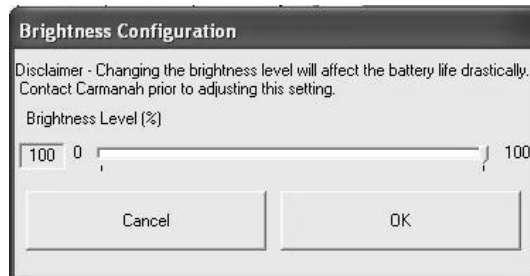 Brightness Configuration
Disclaimer - Changing the brightness level will affect the battery life drastically.
Contact Carmanah prior to adjusting this setting.
Brightness Level (%)
100 0 100
Cancel OK